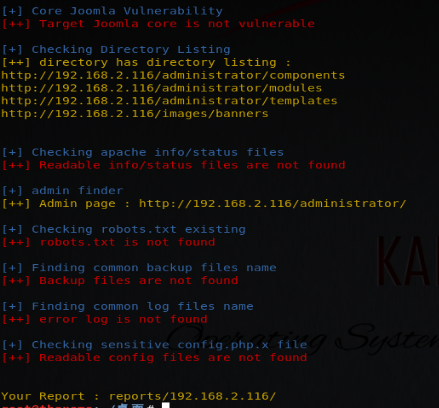 [+] Core Joomla Vulnerability
[++] Target Joomla core is not vulnerable
[+] Checking Directory Listing
[++] directory has directory listing :
http://192.168.2.116/administrator/components
http://192.168.2.116/administrator/modules
http://192.168.2.116/administrator/templates
http://192.168.2.116/images/banners
[+] Checking apache info/status files
[++] Readable info/status files are not found
[+] admin finder
[++] Admin page : http://192.168.2.116/administrator/
[+] Checking robots.txt existing
[++] robots.txt is not found
KA
[+] Finding common backup files name
[++] Backup files are not found
[+] Finding common log files name
[++] error log is not found
Operating System
[+] Checking sensitive config.php.x file
[++] Readable config files are not found
Your Report : reports/192.168.2.116/